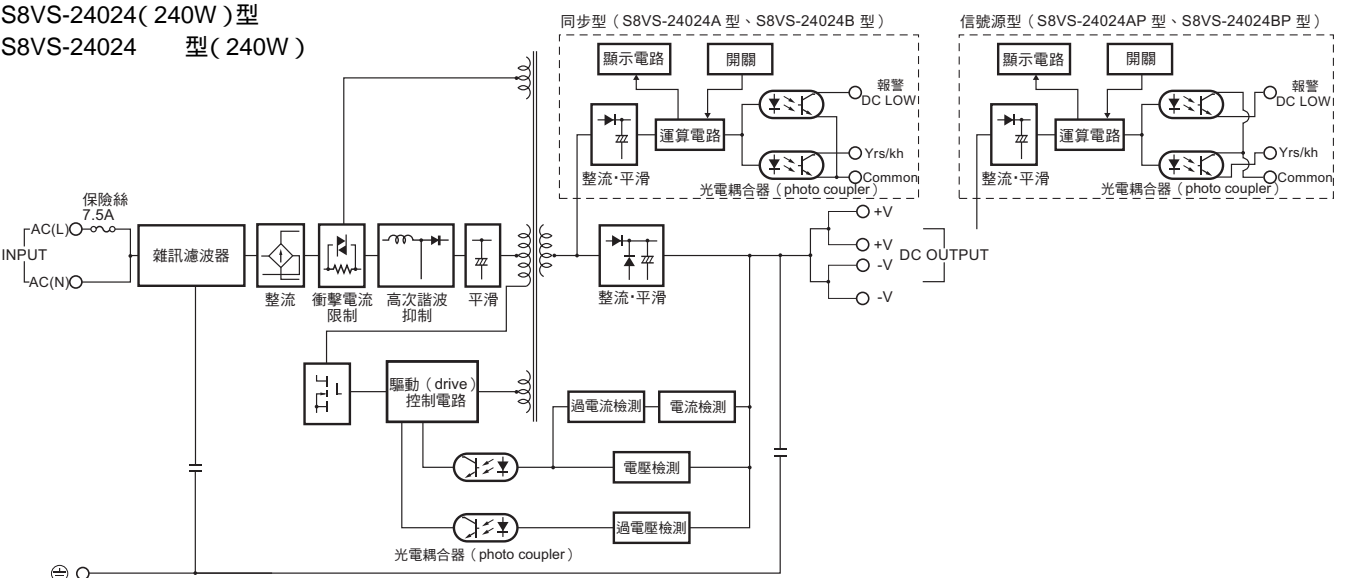 S8VS-24024(240W)型
S8VS-24024 型(240W)
同步型(S8VS-24024A 型、S8VS-24024B 型)
顯示電路
開關
報警
DC LOW
運算電路
整流·平滑
Yrs/kh
Common
光電耦合器(photo coupler)
信號源型(S8VS-24024AP 型、S8VS-24024BP 型)
顯示電路
開關
報警
DC LOW
運算電路
整流·平滑
Yrs/kh
Common
光電耦合器(photo coupler)
保險絲
7.5A
AC(L)
INPUT
AC(N)
雜訊濾波器
整流
衝擊電流
限制
高次諧波
抑制
平滑
整流·平滑
+V
+V
-V
-V
DC OUTPUT
驅動(drive)
控制電路
過電流檢測
電流檢測
電壓檢測
過電壓檢測
光電耦合器(photo coupler)